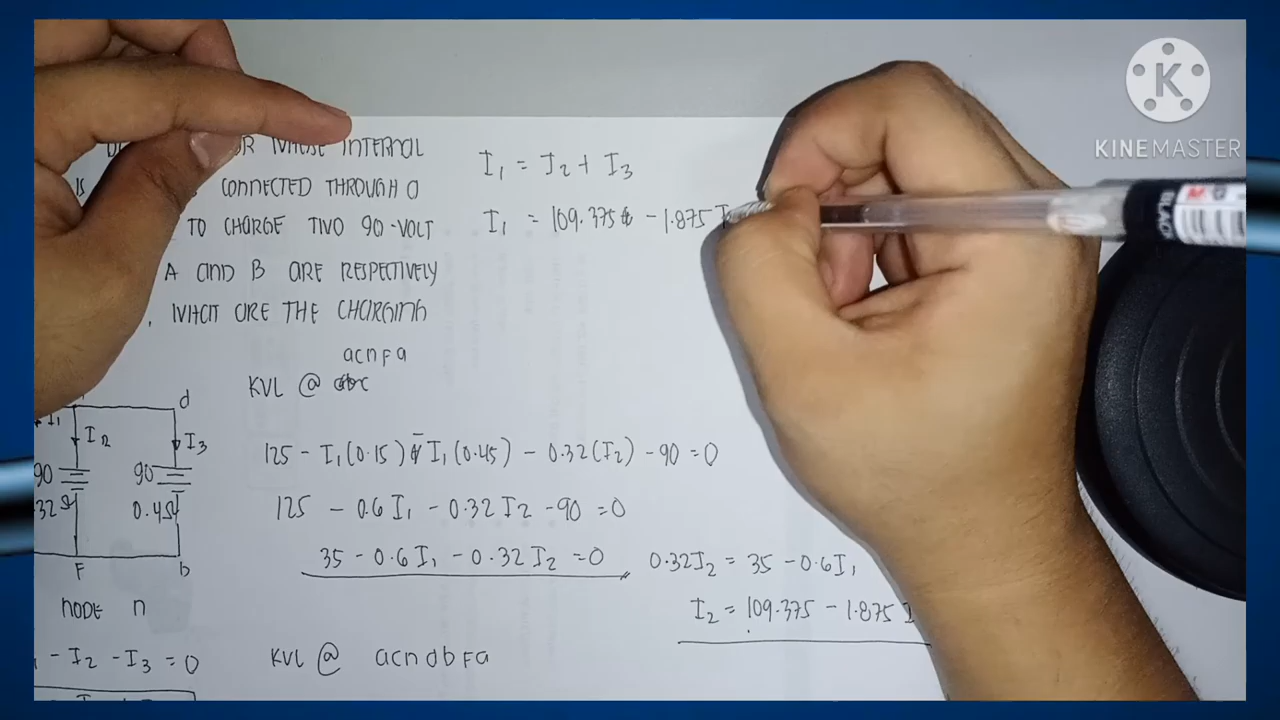 INTERNAL
CONNECTED THROUGH A
TO CHARGE TWO 90-VOLT
A AND B ARE RESPECTIVELY
WHAT ARE THE CHARGING
I₁ = I₂ + I₃
I₁ = 109.375 - 1.875 I
KINEMASTER
BLACK
acnFa
KVL @
125 - I₁(0.15) - I₁(0.45) - 0.32(I₂) - 90 = 0
125 - 0.6 I₁ - 0.32 I₂ - 90 = 0
35 - 0.6 I₁ - 0.32 I₂ = 0
0.32 I₂ = 35 - 0.6 I₁
I₂ = 109.375 - 1.875 I
d
I₁
I₂
I₃
90
90
32Ω
0.45
F
b
NODE n
- I₂ - I₃ = 0
KVL @ acndbFa